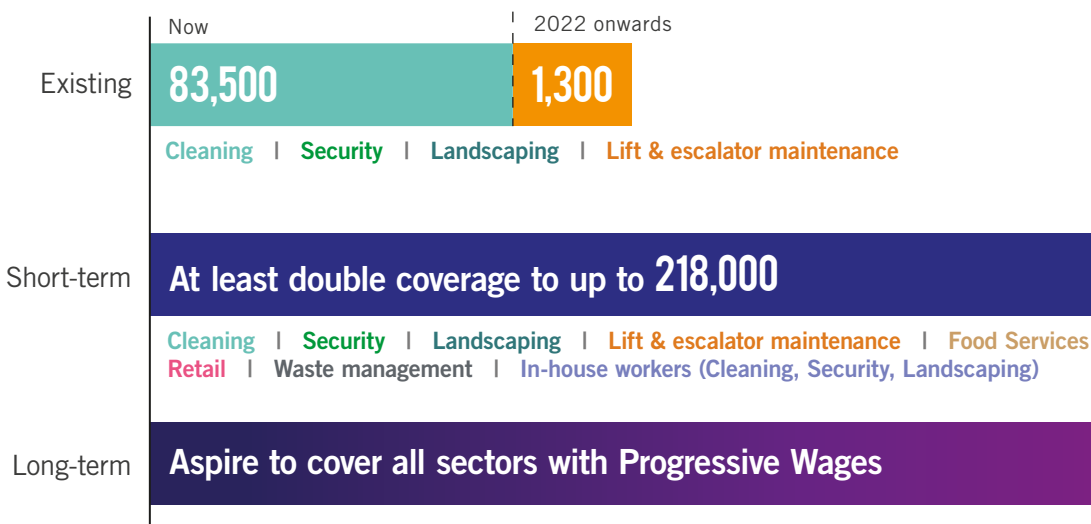 Now
2022 onwards
Existing
83,500
1,300
Cleaning | Security | Landscaping | Lift & escalator maintenance
Short-term
At least double coverage to up to 218,000
Cleaning | Security | Landscaping | Lift & escalator maintenance | Food Services
Retail | Waste management | In-house workers (Cleaning, Security, Landscaping)
Long-term
Aspire to cover all sectors with Progressive Wages